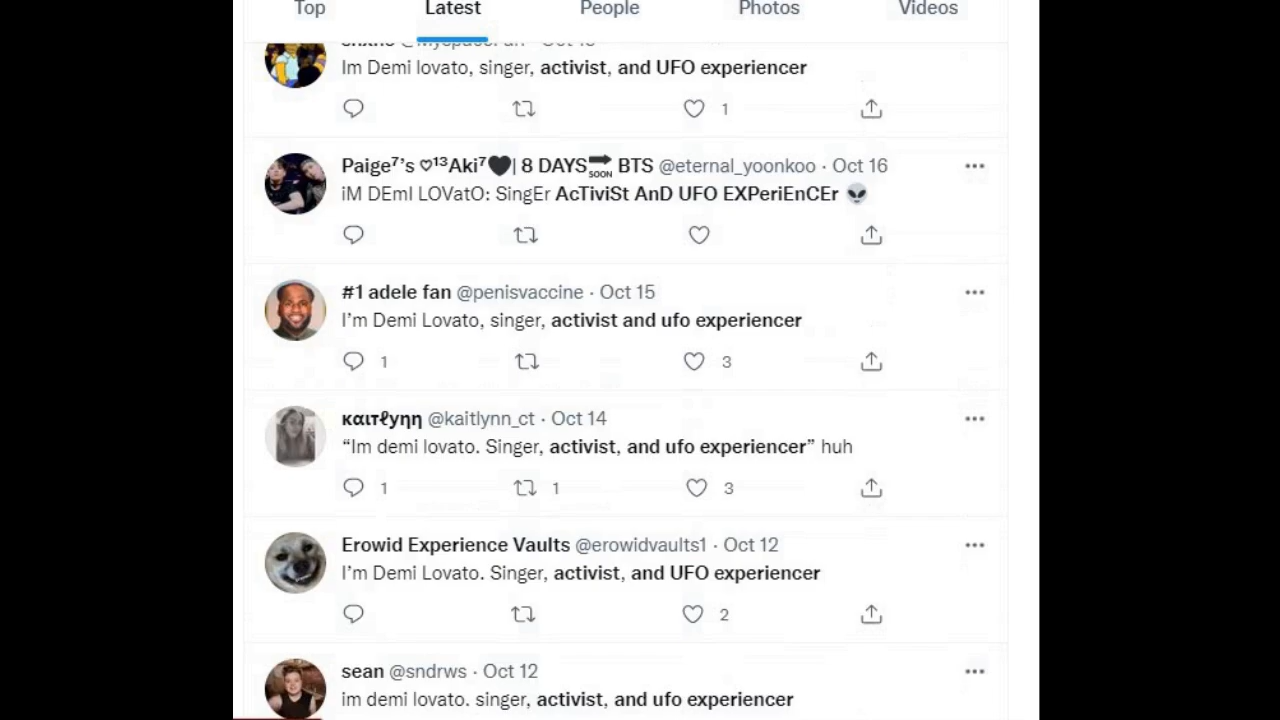 Top Latest People Photos Videos
Oct
Im Demi lovato, singer, activist, and UFO experiencer
1
Paige⁷'s ♡¹³Aki⁷🖤| 8 DAYS🔜 BTS @eternal_yoonkoo · Oct 16
iM DEmI LOVatO: SingEr AcTiviSt AnD UFO EXPeriEnCEr 👽
#1 adele fan @penisvaccine · Oct 15
I'm Demi Lovato, singer, activist and ufo experiencer
1 3
καιтℓуηη @kaitlynn_ct · Oct 14
“Im demi lovato. Singer, activist, and ufo experiencer” huh
1 1 3
Erowid Experience Vaults @erowidvaults1 · Oct 12
I'm Demi Lovato. Singer, activist, and UFO experiencer
2
sean @sndrws · Oct 12
im demi lovato. singer, activist, and ufo experiencer